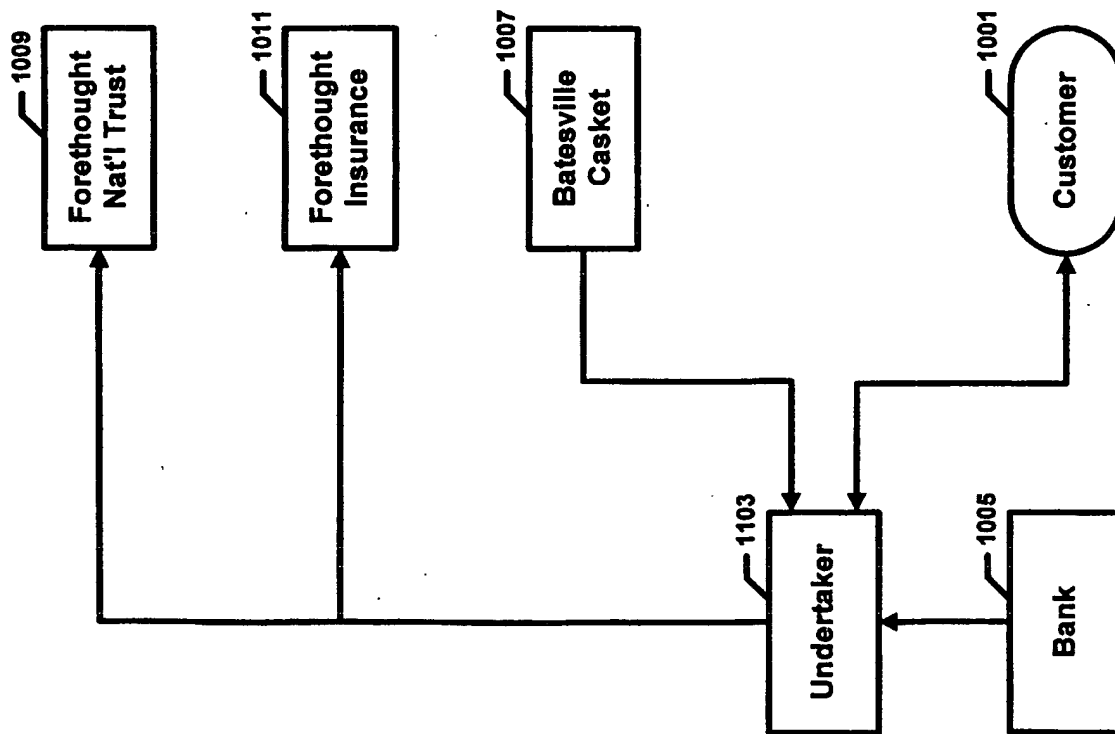 1009
Forethought
Nat'l Trust
1011
Forethought
Insurance
1007
Batesville
Casket
1001
Customer
1103
Undertaker
1005
Bank